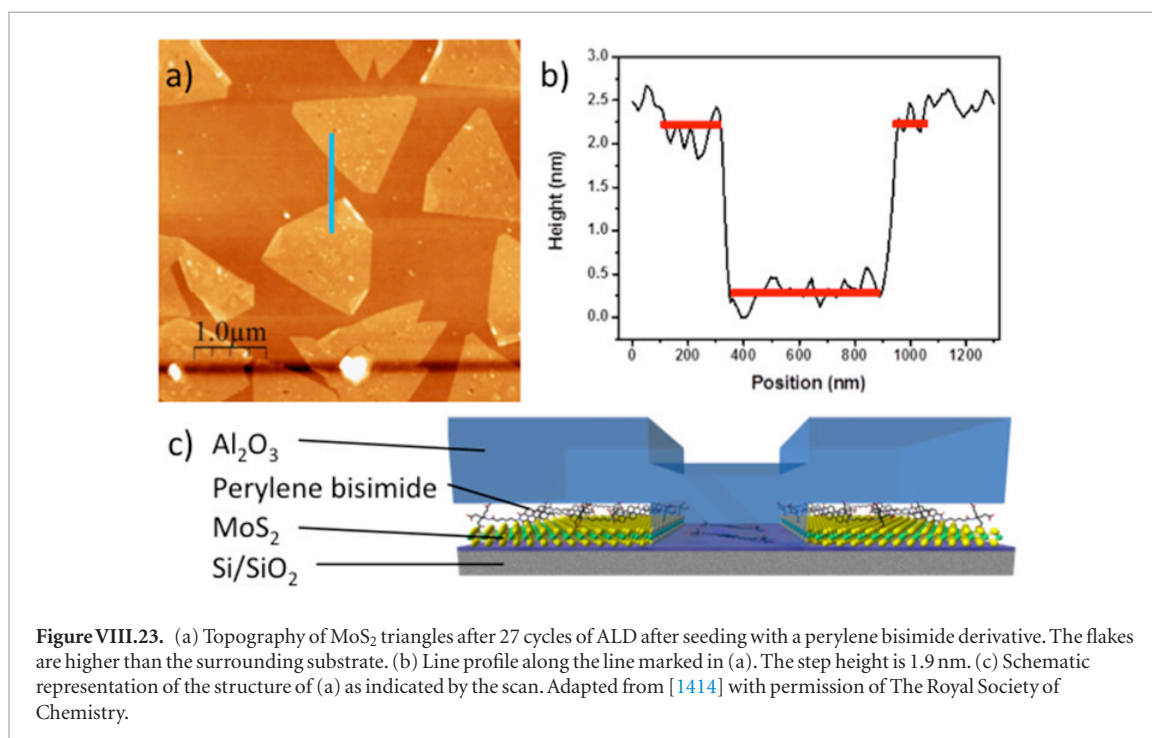 a)
1.0µm
b)
3.0
2.5
2.0
1.5
1.0
0.5
0.0
Height (nm)
0 200 400 600 800 1000 1200
Position (nm)
c)
Al₂O₃
Perylene bisimide
MoS₂
Si/SiO₂
Figure VIII.23. (a) Topography of MoS₂ triangles after 27 cycles of ALD after seeding with a perylene bisimide derivative. The flakes
are higher than the surrounding substrate. (b) Line profile along the line marked in (a). The step height is 1.9 nm. (c) Schematic
representation of the structure of (a) as indicated by the scan. Adapted from [1414] with permission of The Royal Society of
Chemistry.